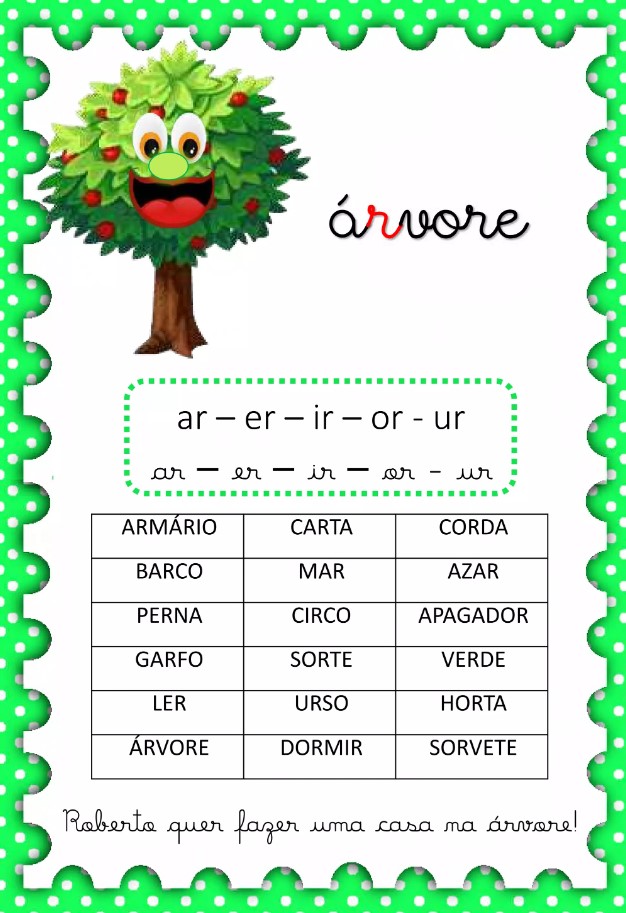 árvore
ar – er – ir – or - ur
ar – er – ir – or - ur
ARMÁRIO CARTA CORDA
BARCO MAR AZAR
PERNA CIRCO APAGADOR
GARFO SORTE VERDE
LER URSO HORTA
ÁRVORE DORMIR SORVETE
Roberto quer fazer uma casa na árvore!